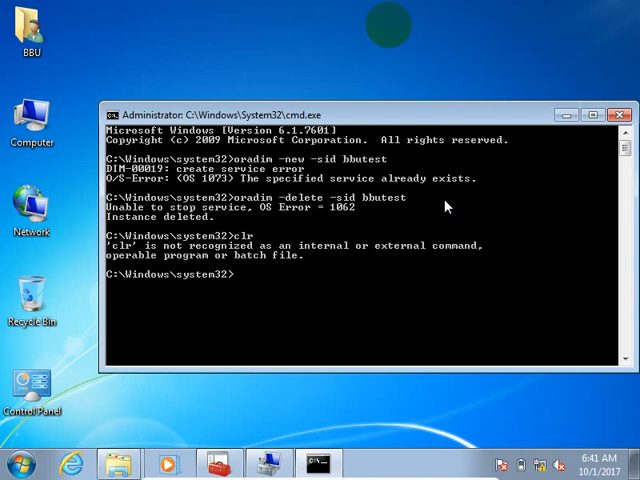 BBU
Computer
Network
Recycle Bin
Control Panel
Administrator: C:\Windows\System32\cmd.exe
Microsoft Windows [Version 6.1.7601]
Copyright (c) 2009 Microsoft Corporation.  All rights reserved.
C:\Windows\system32>oradim -new -sid bbutest
DIM-00019: create service error
O/S-Error: (OS 1073) The specified service already exists.
C:\Windows\system32>oradim -delete -sid bbutest
Unable to stop service, OS Error = 1062
Instance deleted.
C:\Windows\system32>clr
'clr' is not recognized as an internal or external command,
operable program or batch file.
C:\Windows\system32>
6:41 AM
10/1/2017